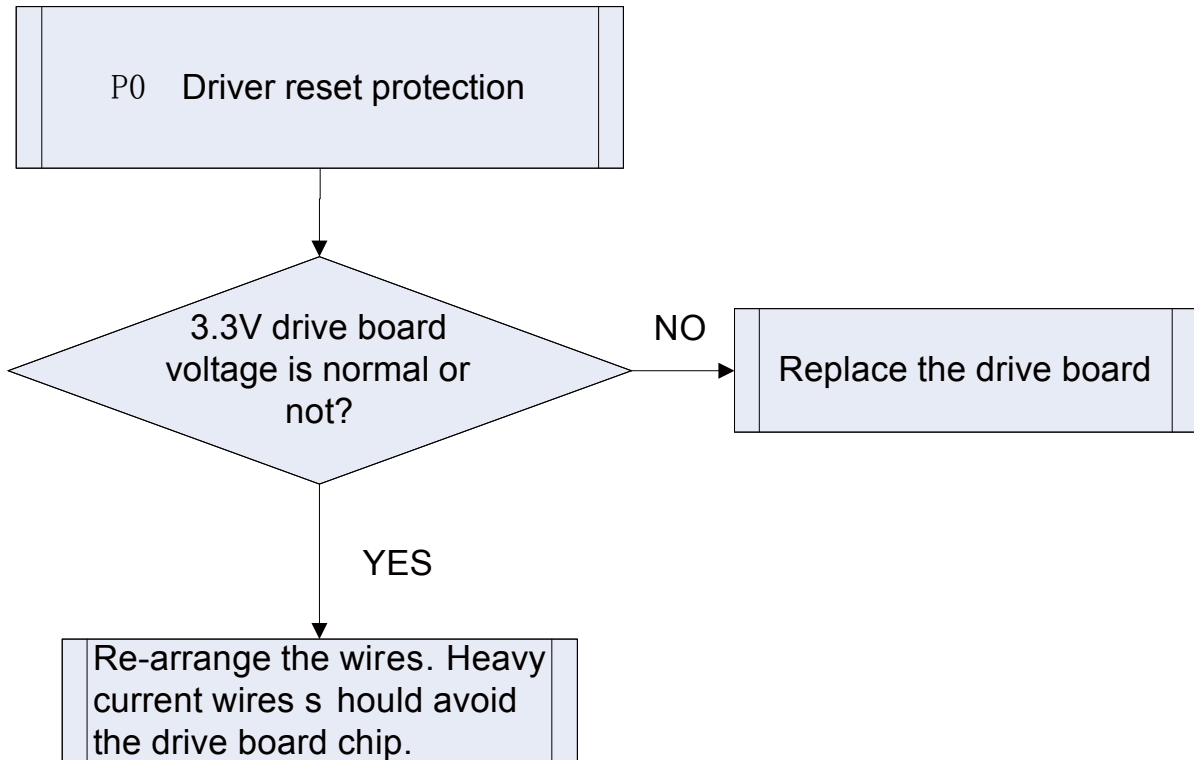 P0 Driver reset protection
3.3V drive board
voltage is normal or
not?
NO
Replace the drive board
YES
Re-arrange the wires. Heavy
current wires s hould avoid
the drive board chip.